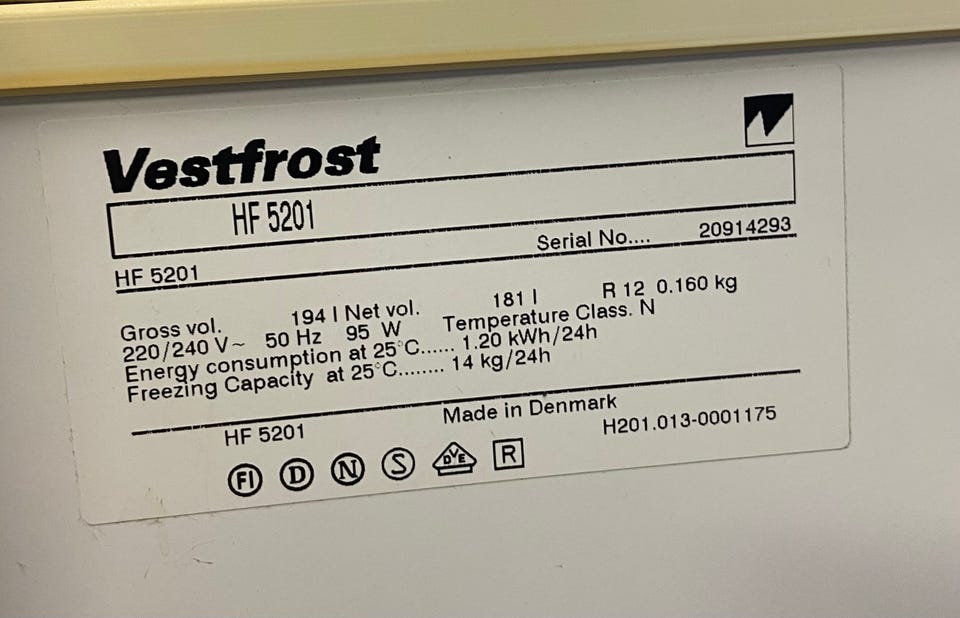 Vestfrost
HF 5201
HF 5201 Serial No.... 20914293
Gross vol. 194 l Net vol. 181 l R 12 0.160 kg
220/240 V~ 50 Hz 95 W Temperature Class. N
Energy consumption at 25°C...... 1.20 kWh/24h
Freezing Capacity at 25°C........ 14 kg/24h
HF 5201 Made in Denmark H201.013-0001175
FI D N S DVE R